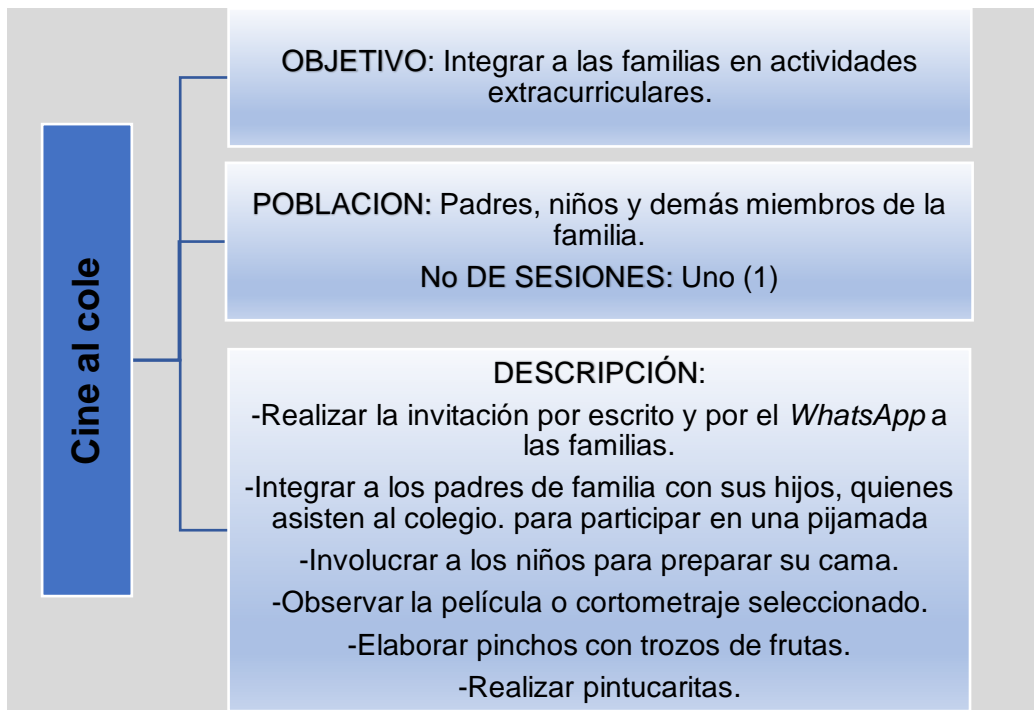 Cine al cole
OBJETIVO: Integrar a las familias en actividades
extracurriculares.
POBLACION: Padres, niños y demás miembros de la
familia.
No DE SESIONES: Uno (1)
DESCRIPCIÓN:
-Realizar la invitación por escrito y por el WhatsApp a
las familias.
-Integrar a los padres de familia con sus hijos, quienes
asisten al colegio. para participar en una pijamada
-Involucrar a los niños para preparar su cama.
-Observar la película o cortometraje seleccionado.
-Elaborar pinchos con trozos de frutas.
-Realizar pintucaritas.